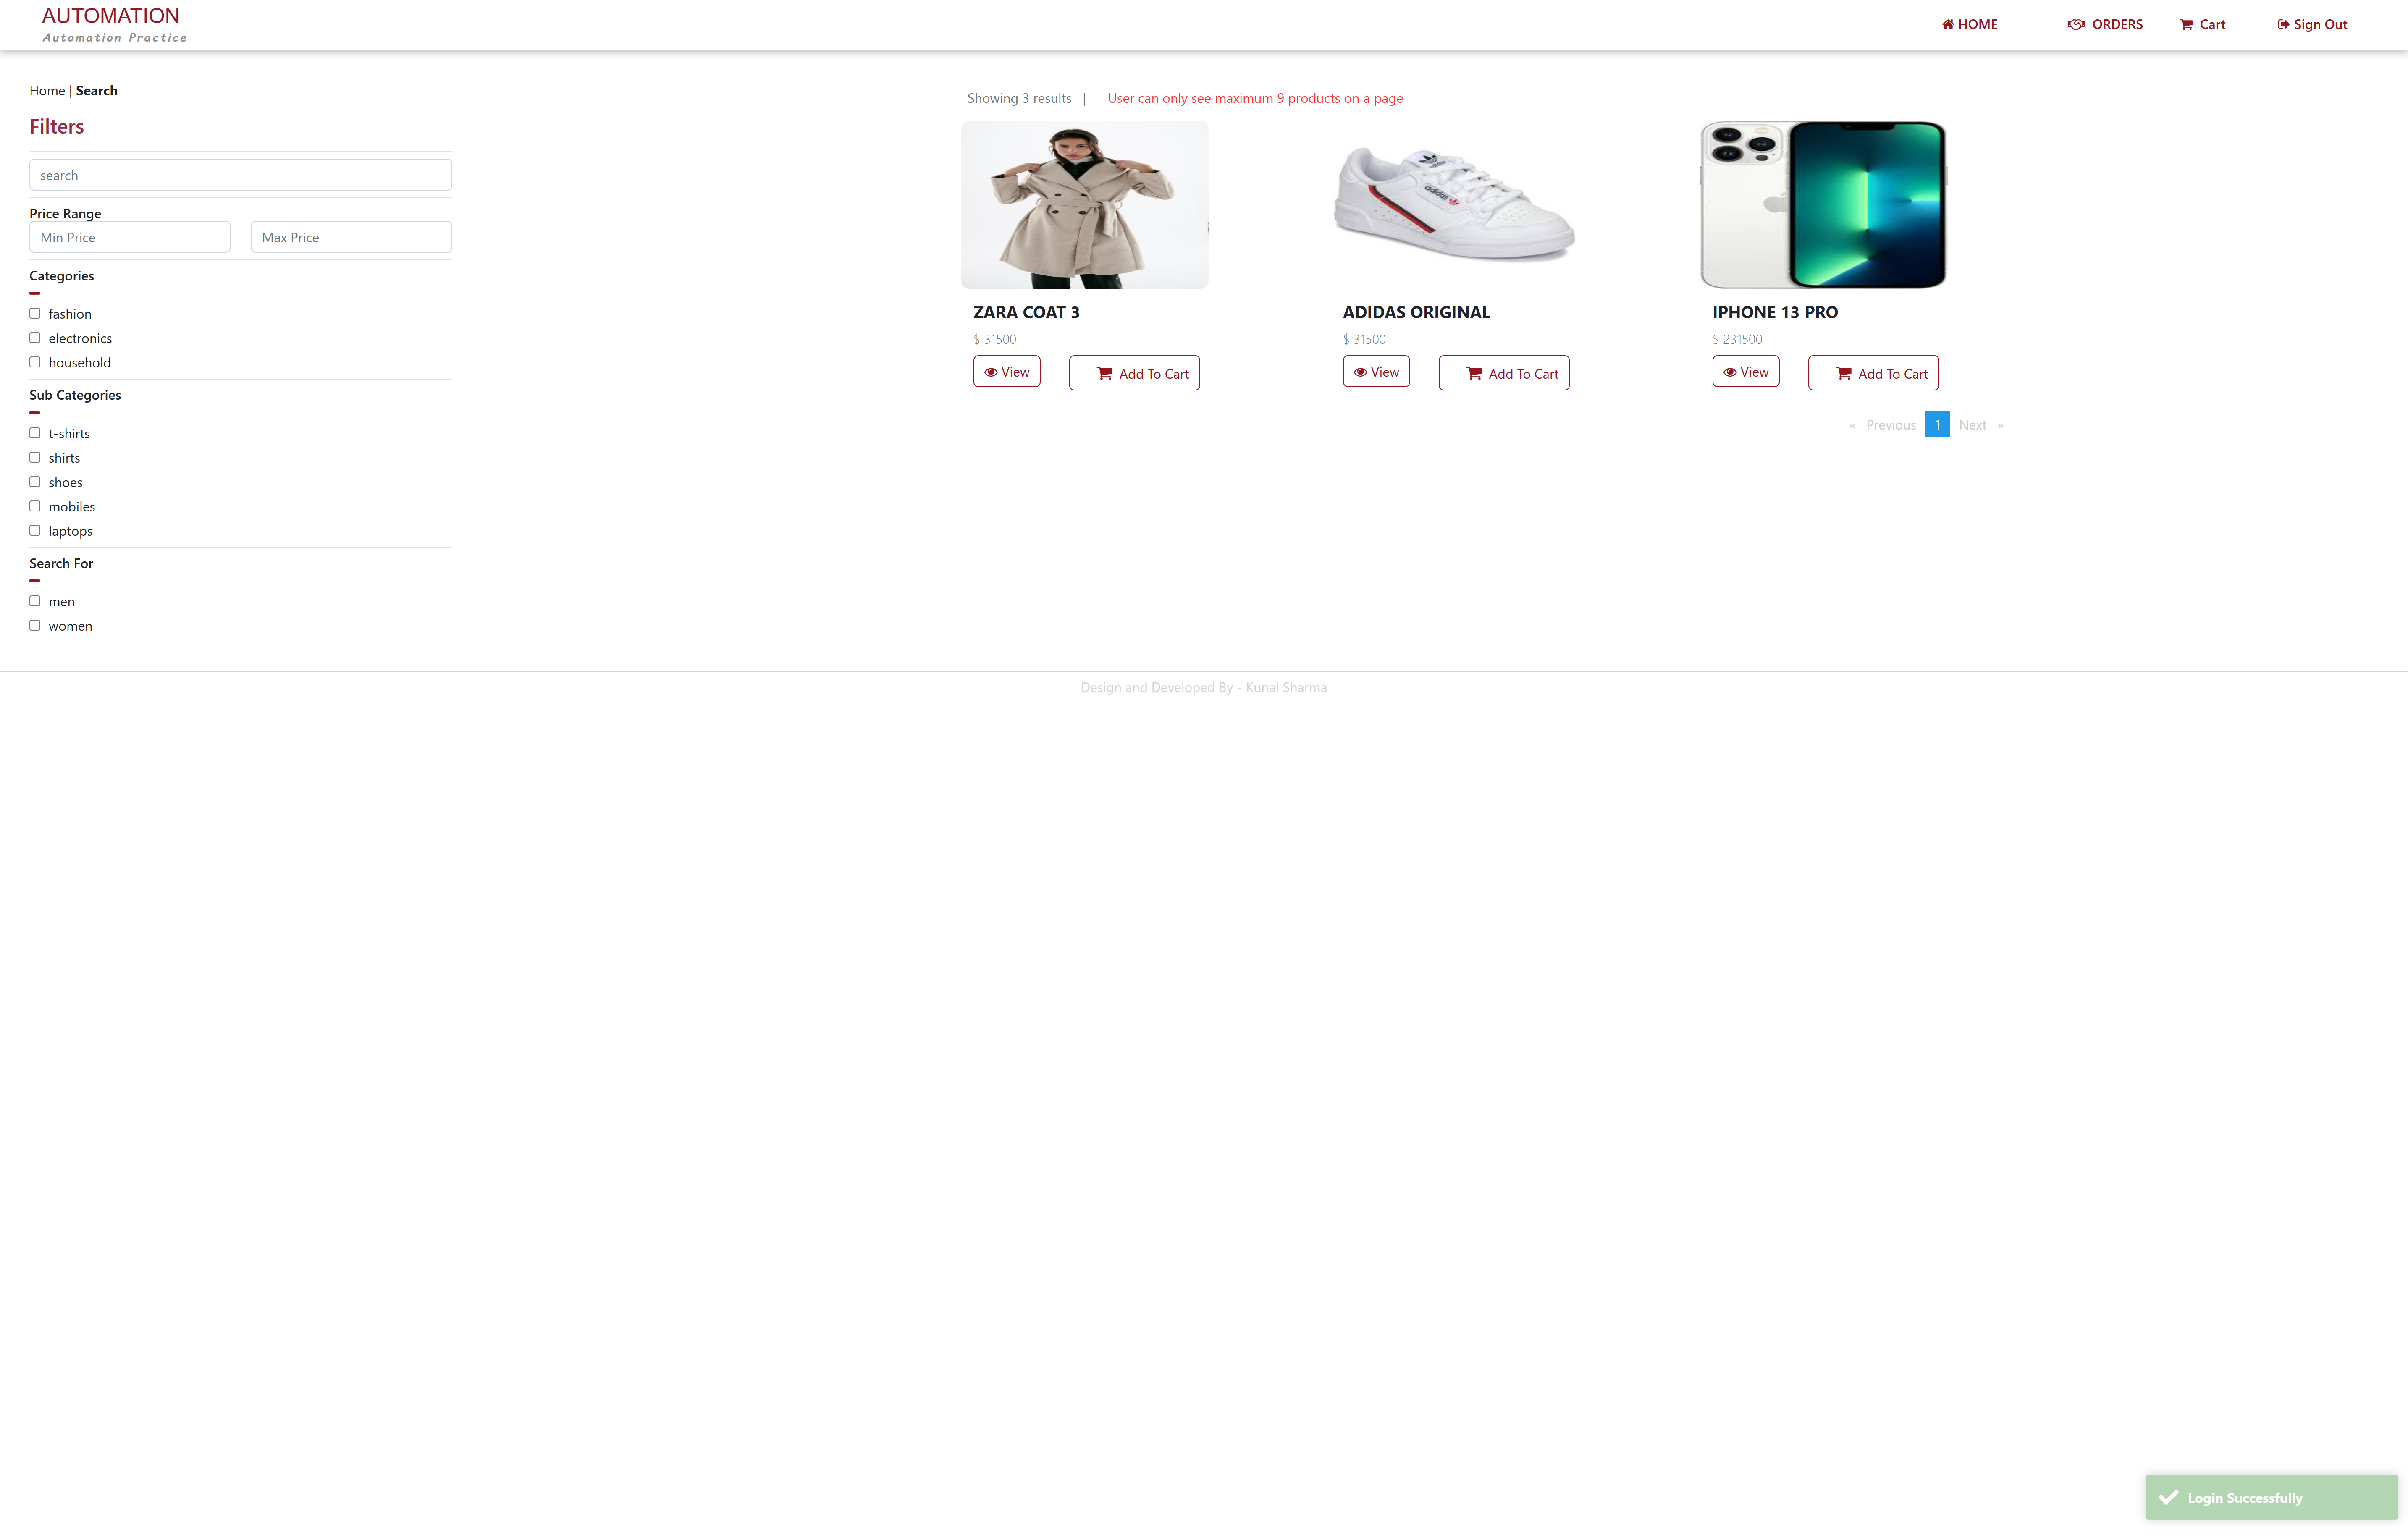 AUTOMATION
Automation Practice
HOME
ORDERS
Cart
Sign Out
Home | Search
Filters
search
Price Range
Min Price
Max Price
Categories
fashion
electronics
household
Sub Categories
t-shirts
shirts
shoes
mobiles
laptops
Search For
men
women
Showing 3 results |
User can only see maximum 9 products on a page
adidas
ZARA COAT 3
$ 31500
View
Add To Cart
ADIDAS ORIGINAL
$ 31500
View
Add To Cart
IPHONE 13 PRO
$ 231500
View
Add To Cart
« Previous 1 Next »
Design and Developed By - Kunal Sharma
Login Successfully